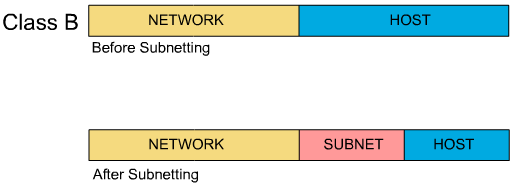 Class B
NETWORK HOST
Before Subnetting
NETWORK SUBNET HOST
After Subnetting